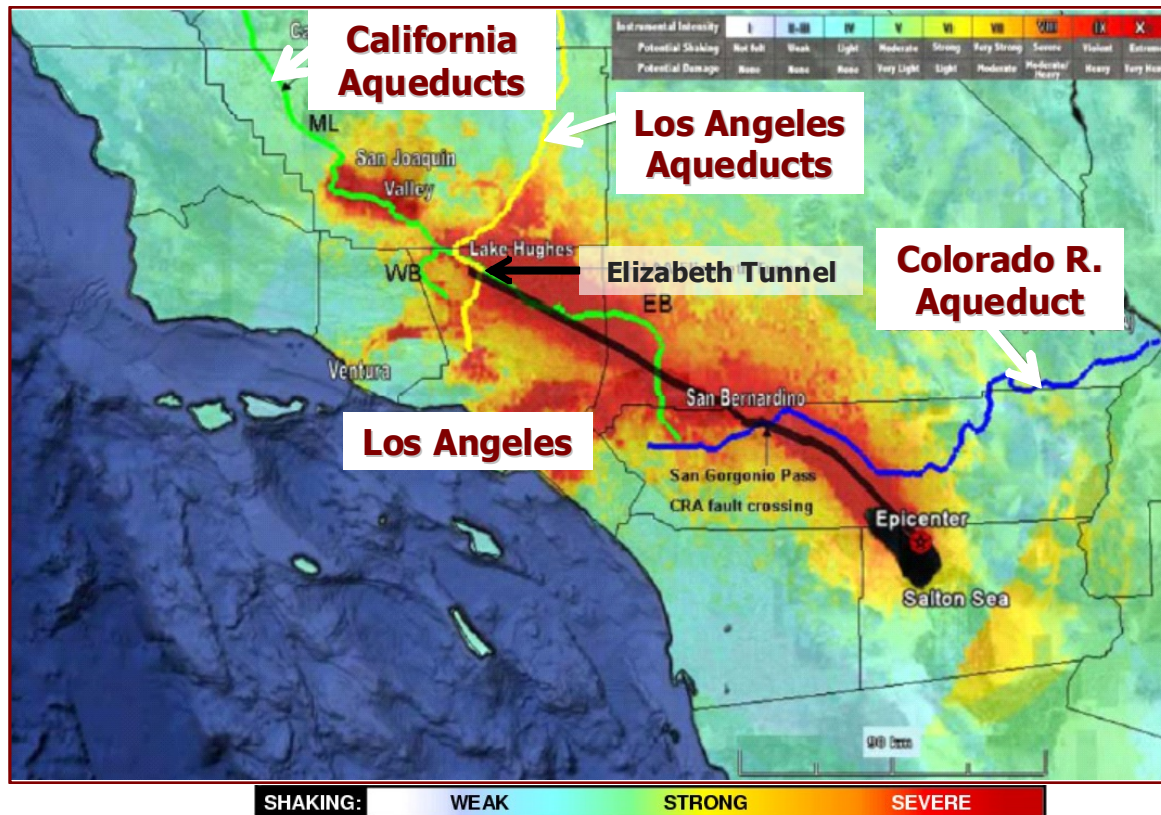 California
Aqueducts
Instrumental Intensity I II-III IV V VI VII VIII IX X
Potential Shaking Not felt Weak Light Moderate Strong Very Strong Severe Violent Extreme
Potential Damage None None None Very Light Light Moderate Moderate/Heavy Heavy
Los Angeles
Aqueducts
ML
San Joaquin
Valley
Lake Hughes
WB
Elizabeth Tunnel
Colorado R.
Aqueduct
EB
Ventura
San Bernardino
Los Angeles
San Gorgonio Pass
CRA fault crossing
Epicenter
Salton Sea
90 km
SHAKING: WEAK STRONG SEVERE